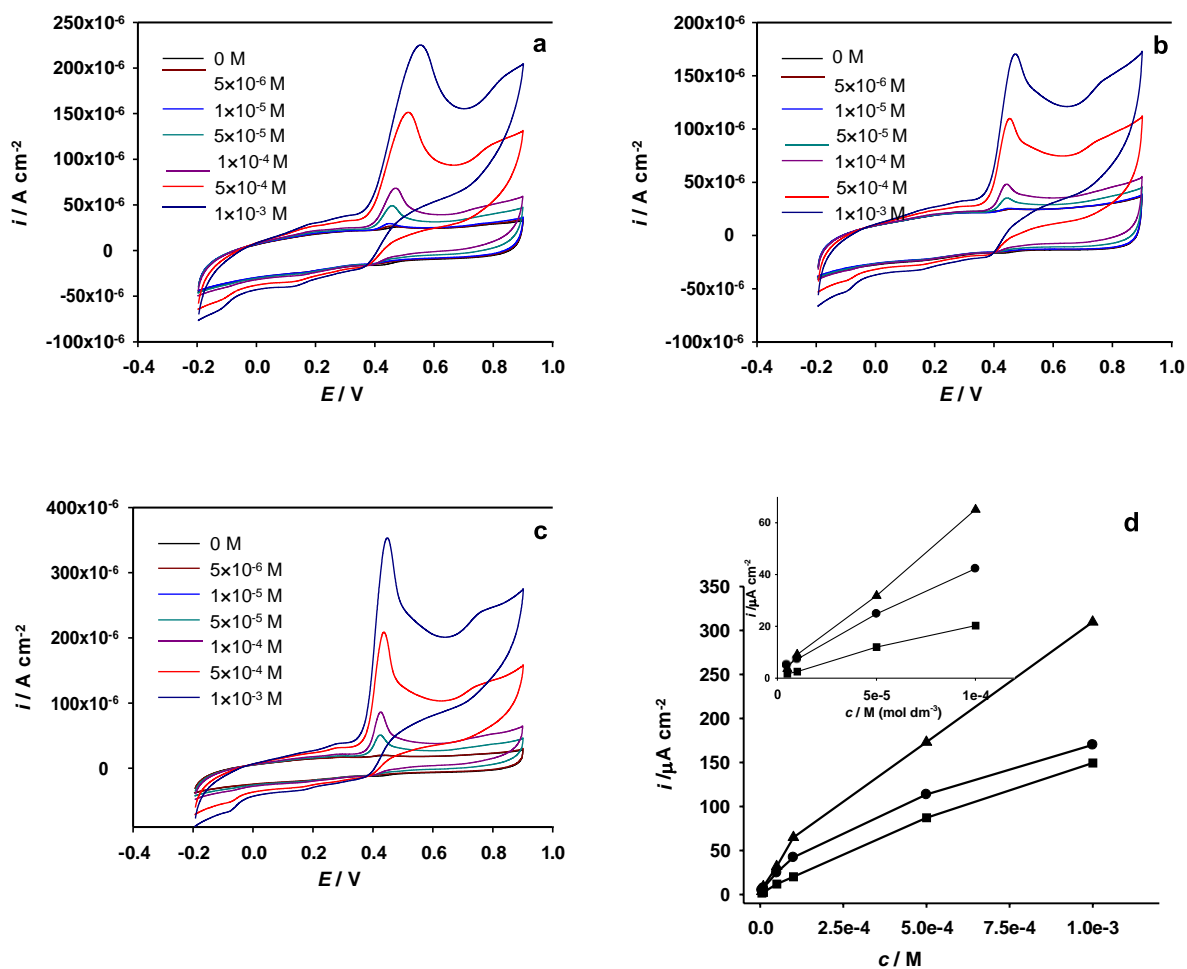 a
250x10⁻⁶
200x10⁻⁶
150x10⁻⁶
100x10⁻⁶
50x10⁻⁶
0
-50x10⁻⁶
-100x10⁻⁶
i / A cm⁻²
0 M
5×10⁻⁶ M
1×10⁻⁵ M
5×10⁻⁵ M
1×10⁻⁴ M
5×10⁻⁴ M
1×10⁻³ M
-0.4 -0.2 0.0 0.2 0.4 0.6 0.8 1.0
E / V
b
200x10⁻⁶
150x10⁻⁶
100x10⁻⁶
50x10⁻⁶
0
-50x10⁻⁶
-100x10⁻⁶
i / A cm⁻²
0 M
5×10⁻⁶ M
1×10⁻⁵ M
5×10⁻⁵ M
1×10⁻⁴ M
5×10⁻⁴ M
1×10⁻³ M
-0.4 -0.2 0.0 0.2 0.4 0.6 0.8 1.0
E / V
c
400x10⁻⁶
300x10⁻⁶
200x10⁻⁶
100x10⁻⁶
0
i / A cm⁻²
0 M
5×10⁻⁶ M
1×10⁻⁵ M
5×10⁻⁵ M
1×10⁻⁴ M
5×10⁻⁴ M
1×10⁻³ M
-0.4 -0.2 0.0 0.2 0.4 0.6 0.8 1.0
E / V
d
60
40
20
0
i /µA cm⁻²
0 5e-5 1e-4
c / M (mol dm⁻³)
350
300
250
200
150
100
50
0
i /µA cm⁻²
0.0 2.5e-4 5.0e-4 7.5e-4 1.0e-3
c / M